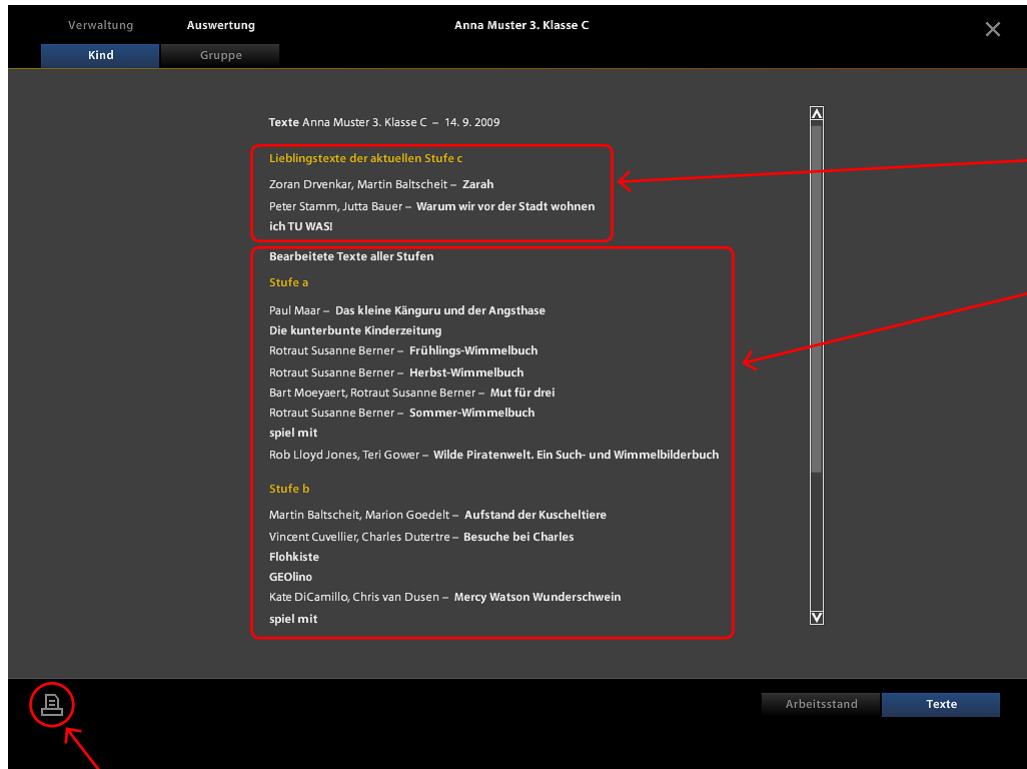 Verwaltung Auswertung Anna Muster 3. Klasse C
Kind Gruppe
Texte Anna Muster 3. Klasse C – 14. 9. 2009
Lieblingstexte der aktuellen Stufe c
Zoran Drvenkar, Martin Baltscheit – Zarah
Peter Stamm, Jutta Bauer – Warum wir vor der Stadt wohnen
ich TU WAS!
Bearbeitete Texte aller Stufen
Stufe a
Paul Maar – Das kleine Känguru und der Angsthase
Die kunterbunte Kinderzeitung
Rotraut Susanne Berner – Frühlings-Wimmelbuch
Rotraut Susanne Berner – Herbst-Wimmelbuch
Bart Moeyaert, Rotraut Susanne Berner – Mut für drei
Rotraut Susanne Berner – Sommer-Wimmelbuch
spiel mit
Rob Lloyd Jones, Teri Gower – Wilde Piratenwelt. Ein Such- und Wimmelbilderbuch
Stufe b
Martin Baltscheit, Marion Goedelt – Aufstand der Kuscheltiere
Vincent Cuvellier, Charles Dutertre – Besuche bei Charles
Flohkiste
GEOlino
Kate DiCamillo, Chris van Dusen – Mercy Watson Wunderschwein
spiel mit
Arbeitsstand Texte